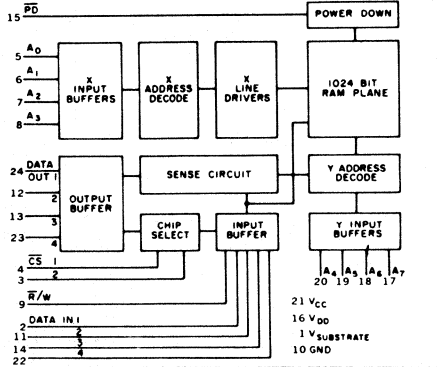 15 PD POWER DOWN
5 A0
6 A1
7 A2
8 A3
X INPUT BUFFERS
X ADDRESS DECODE
X LINE DRIVERS
1024 BIT RAM PLANE
24 DATA OUT 1
12 2
13 3
23 4
OUTPUT BUFFER
SENSE CIRCUIT
Y ADDRESS DECODE
CHIP SELECT
INPUT BUFFER
Y INPUT BUFFERS
4 CS 1
3 2
20 A4 19 A5 18 A6 17 A7
9 R/W
2 DATA IN 1
11 2
14 3
22 4
21 VCC
16 VDD
1 VSUBSTRATE
10 GND